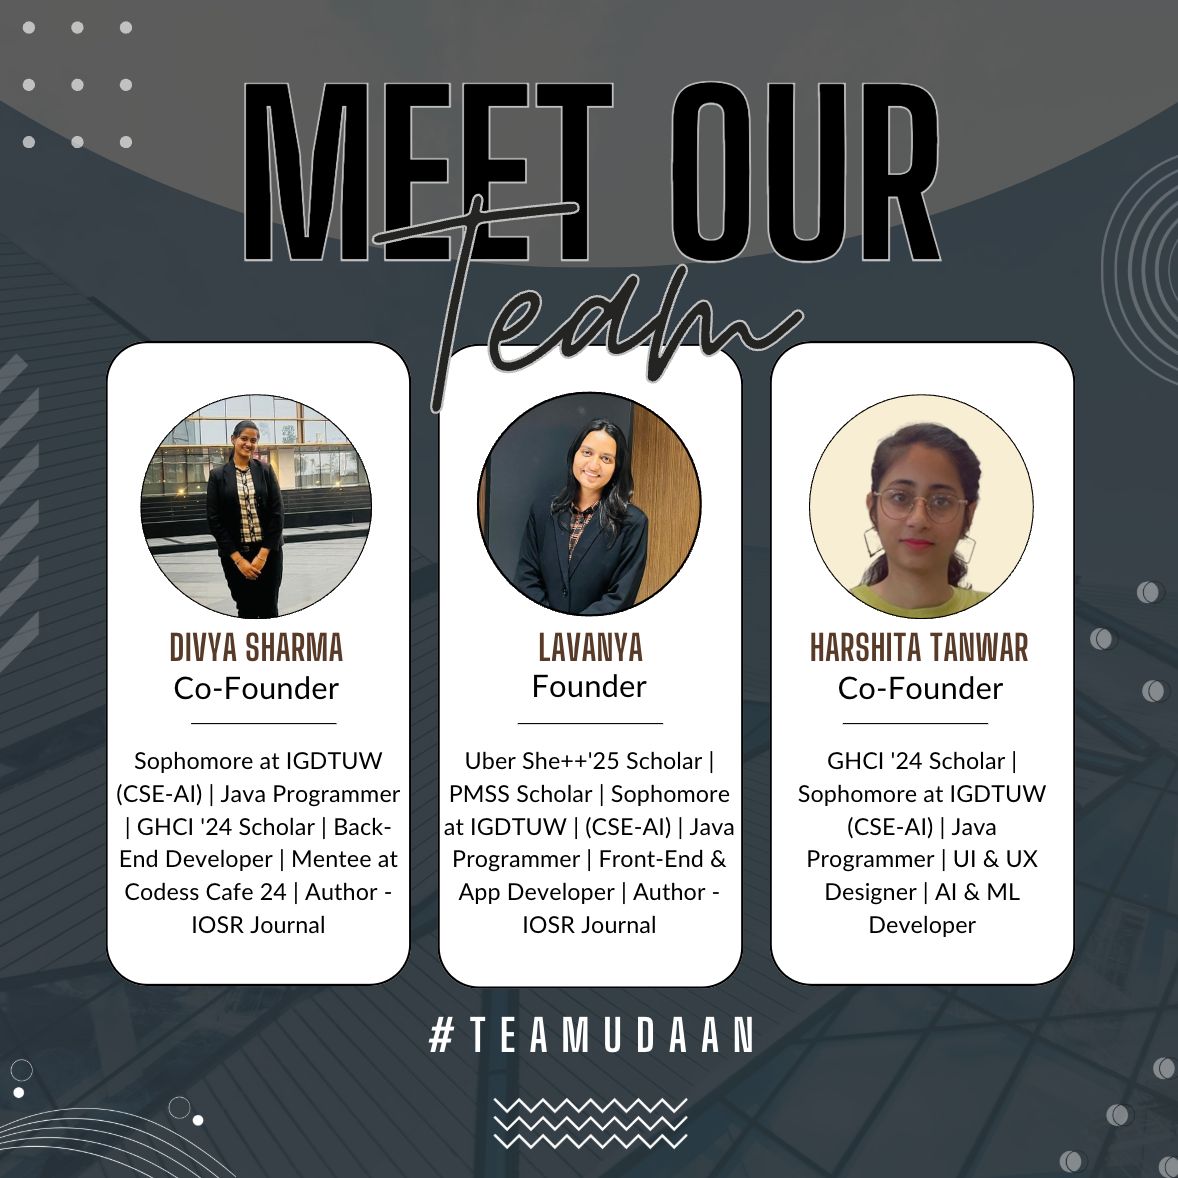 MEET OUR
Team
DIVYA SHARMA
Co-Founder
Sophomore at IGDTUW
(CSE-AI) | Java Programmer
| GHCI '24 Scholar | Back-
End Developer | Mentee at
Codess Cafe 24 | Author -
IOSR Journal
LAVANYA
Founder
Uber She++'25 Scholar |
PMSS Scholar | Sophomore
at IGDTUW | (CSE-AI) | Java
Programmer | Front-End &
App Developer | Author -
IOSR Journal
HARSHITA TANWAR
Co-Founder
GHCI '24 Scholar |
Sophomore at IGDTUW
(CSE-AI) | Java
Programmer | UI & UX
Designer | AI & ML
Developer
#TEAMUDAAN